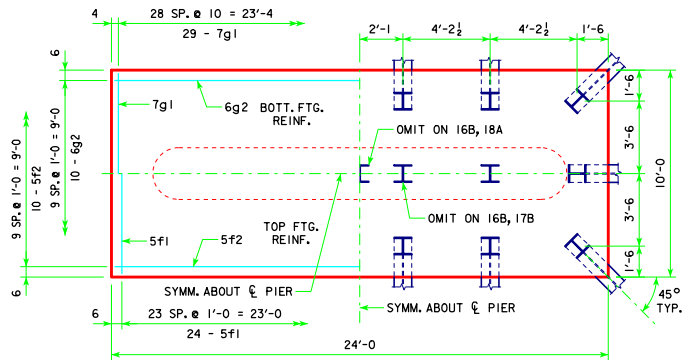 4
28 SP. @ 10 = 23'-4
29 - 7g1
2'-1
4'-2½
4'-2½
1'-6
6
9 SP. @ 1'-0 = 9'-0
10 - 5f2
9 SP. @ 1'-0 = 9'-0
10 - 6g2
6
7g1
6g2
BOTT. FTG.
REINF.
OMIT ON 16B, 18A
OMIT ON 16B, 17B
TOP FTG.
REINF.
5f1
5f2
1'-6
3'-6
3'-6
1'-6
10'-0
SYMM. ABOUT ℄ PIER
SYMM. ABOUT ℄ PIER
45°
TYP.
6
23 SP. @ 1'-0 = 23'-0
24 - 5f1
24'-0